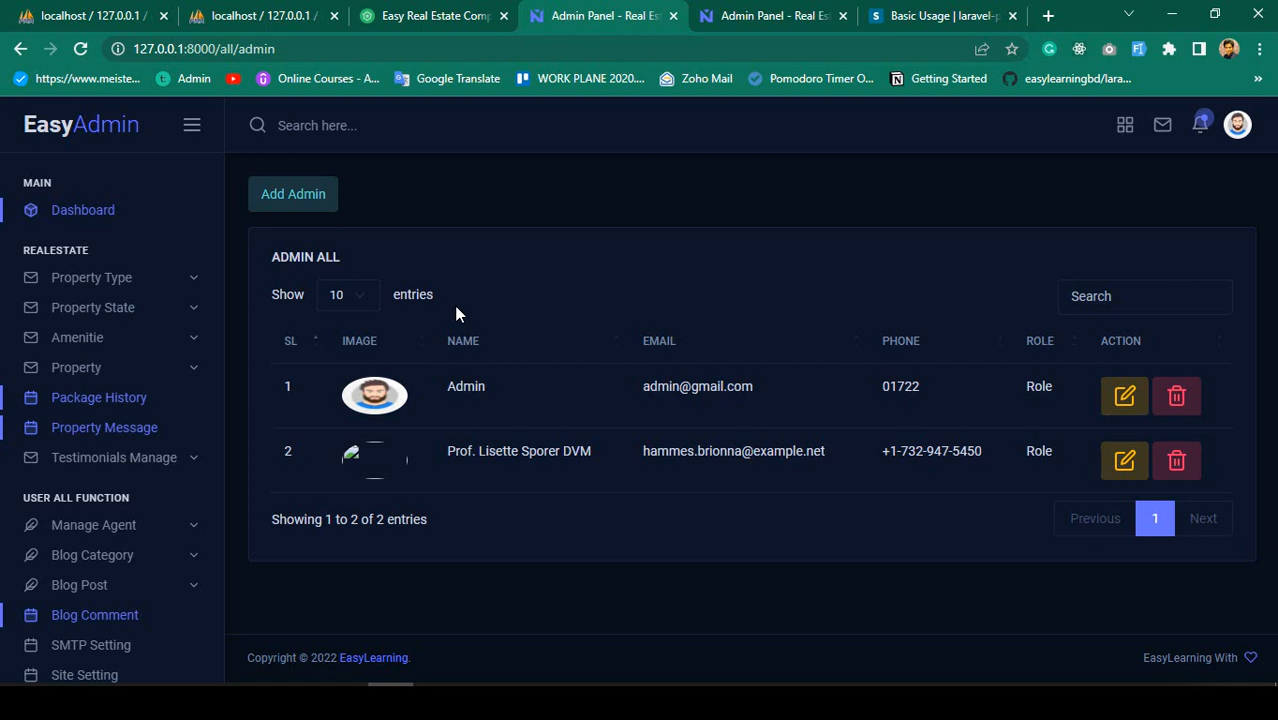 localhost / 127.0.0.1 /
localhost / 127.0.0.1 /
Easy Real Estate Comp
Admin Panel - Real Es
Admin Panel - Real Est
Basic Usage | laravel-p
127.0.0.1:8000/all/admin
https://www.meiste...
Admin
Online Courses - A...
Google Translate
WORK PLANE 2020....
Zoho Mail
Pomodoro Timer O...
Getting Started
easylearningbd/lara...
EasyAdmin
Search here...
MAIN
Dashboard
REALESTATE
Property Type
Property State
Amenitie
Property
Package History
Property Message
Testimonials Manage
USER ALL FUNCTION
Manage Agent
Blog Category
Blog Post
Blog Comment
SMTP Setting
Site Setting
Add Admin
ADMIN ALL
Show 10 entries
Search
SL IMAGE NAME EMAIL PHONE ROLE ACTION
1 Admin admin@gmail.com 01722 Role
2 Prof. Lisette Sporer DVM hammes.brionna@example.net +1-732-947-5450 Role
Showing 1 to 2 of 2 entries
Previous 1 Next
Copyright © 2022 EasyLearning.
EasyLearning With